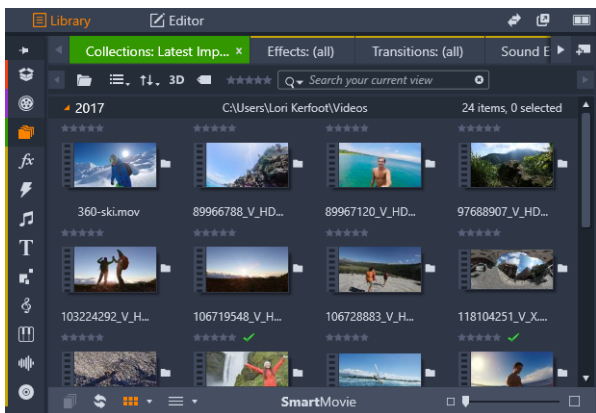 Library Editor
Collections: Latest Imp... x Effects: (all) Transitions: (all) Sound E
3D Search your current view
2017 C:\Users\Lori Kerfoot\Videos 24 items, 0 selected
360-ski.mov 89966788_V_HD... 89967120_V_HD... 97688907_V_HD...
103224292_V_H... 106719548_V_H... 106728883_V_H... 118104251_V_X....
fx
T
SmartMovie